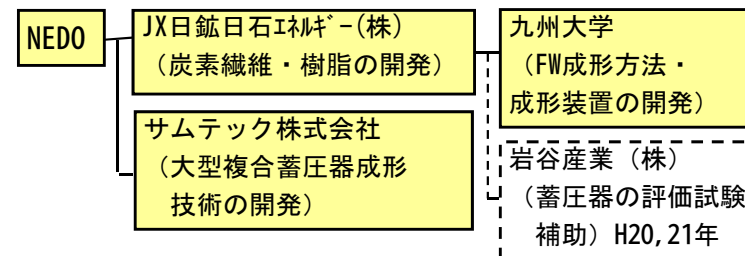 NEDO
JX日鉱日石エネルギー(株)
(炭素繊維・樹脂の開発)
サムテック株式会社
(大型複合蓄圧器成形
技術の開発)
九州大学
(FW成形方法・
成形装置の開発)
岩谷産業(株)
(蓄圧器の評価試験
補助)H20,21年